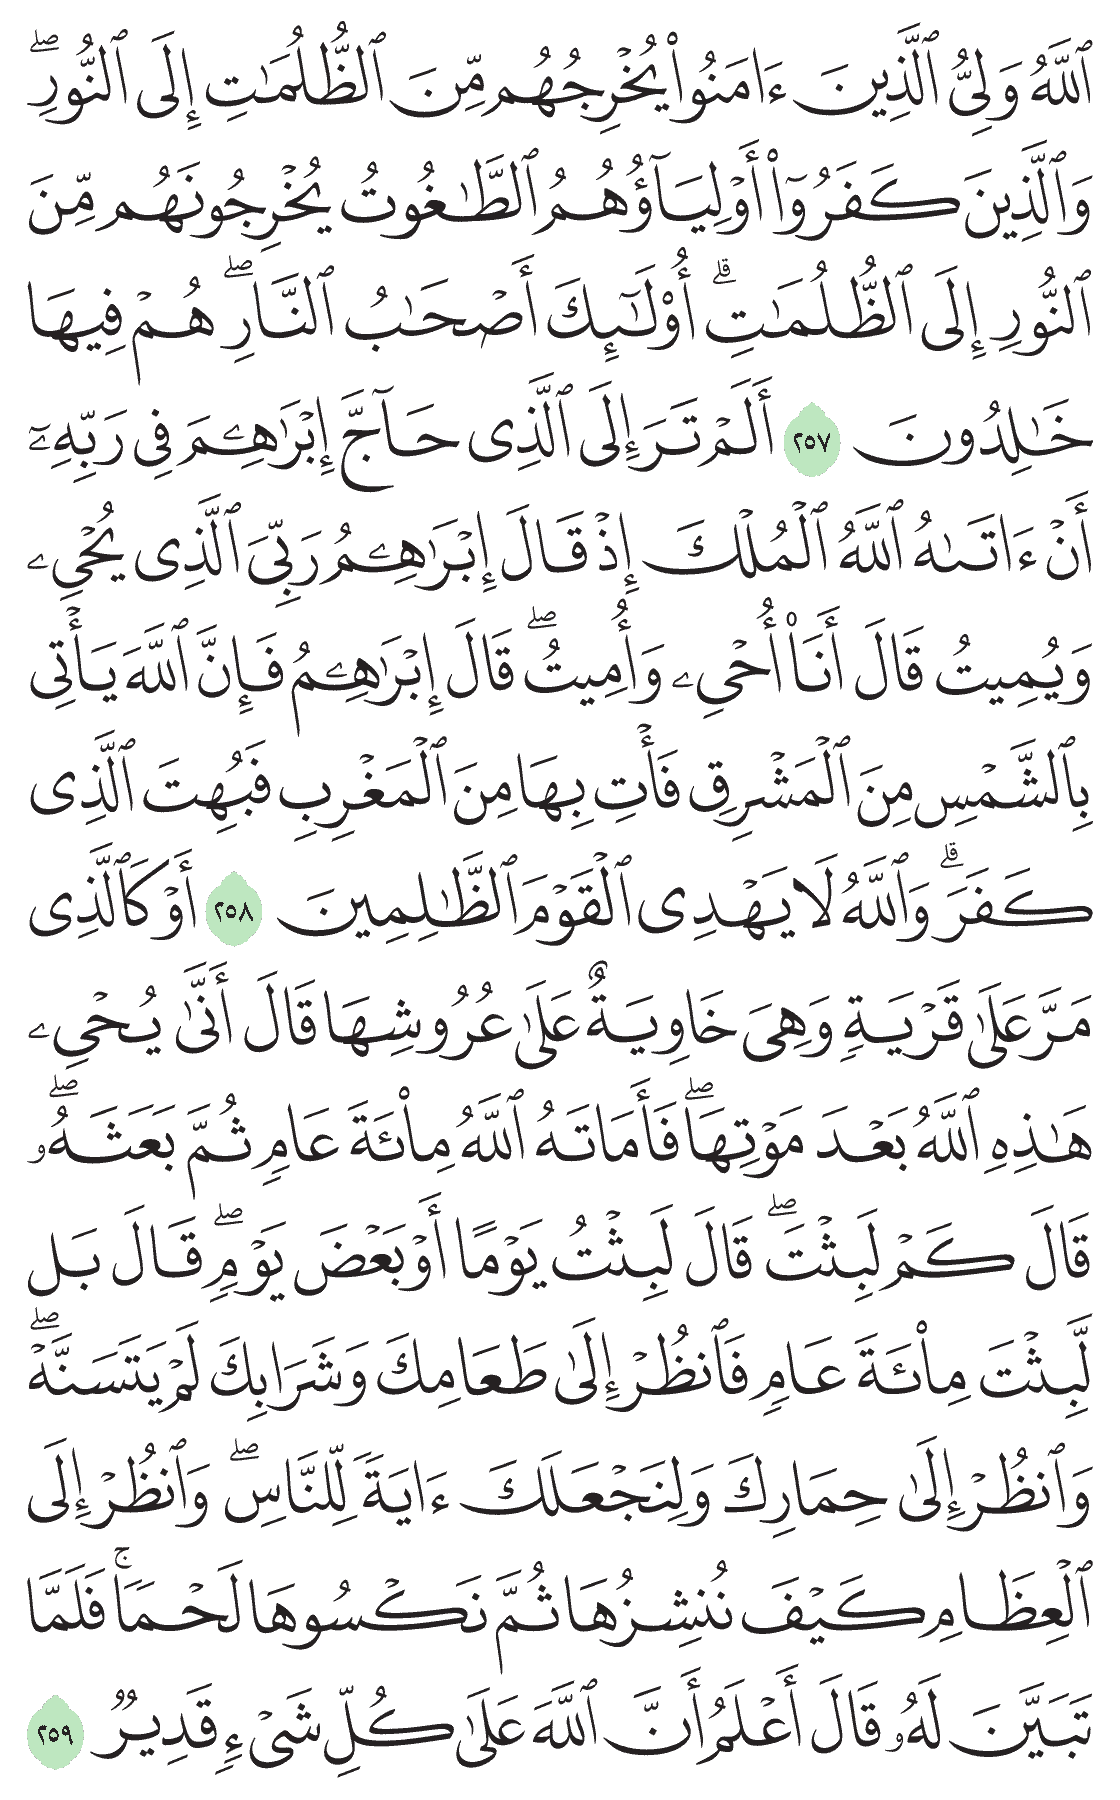 ٱللَّهُ وَلِيُّ ٱلَّذِينَ ءَامَنُواْ يُخْرِجُهُم مِّنَ ٱلظُّلُمَٰتِ إِلَى ٱلنُّورِۖ
وَٱلَّذِينَ كَفَرُوٓاْ أَوْلِيَآؤُهُمُ ٱلطَّٰغُوتُ يُخْرِجُونَهُم مِّنَ
ٱلنُّورِ إِلَى ٱلظُّلُمَٰتِۗ أُوْلَٰٓئِكَ أَصْحَٰبُ ٱلنَّارِۖ هُمْ فِيهَا
خَٰلِدُونَ ٢٥٧ أَلَمْ تَرَ إِلَى ٱلَّذِى حَآجَّ إِبْرَٰهِۦمَ فِى رَبِّهِۦٓ
أَنْ ءَاتَىٰهُ ٱللَّهُ ٱلْمُلْكَ إِذْ قَالَ إِبْرَٰهِۦمُ رَبِّىَ ٱلَّذِى يُحْىِۦ
وَيُمِيتُ قَالَ أَنَا۠ أُحْىِۦ وَأُمِيتُۖ قَالَ إِبْرَٰهِۦمُ فَإِنَّ ٱللَّهَ يَأْتِى
بِٱلشَّمْسِ مِنَ ٱلْمَشْرِقِ فَأْتِ بِهَا مِنَ ٱلْمَغْرِبِ فَبُهِتَ ٱلَّذِى
كَفَرَۗ وَٱللَّهُ لَا يَهْدِى ٱلْقَوْمَ ٱلظَّٰلِمِينَ ٢٥٨ أَوْ كَٱلَّذِى
مَرَّ عَلَىٰ قَرْيَةٍ وَهِىَ خَاوِيَةٌ عَلَىٰ عُرُوشِهَا قَالَ أَنَّىٰ يُحْىِۦ
هَٰذِهِ ٱللَّهُ بَعْدَ مَوْتِهَاۖ فَأَمَاتَهُ ٱللَّهُ مِا۟ئَةَ عَامٍ ثُمَّ بَعَثَهُۥۖ
قَالَ كَمْ لَبِثْتَۖ قَالَ لَبِثْتُ يَوْمًا أَوْ بَعْضَ يَوْمٍۖ قَالَ بَل
لَّبِثْتَ مِا۟ئَةَ عَامٍ فَٱنظُرْ إِلَىٰ طَعَامِكَ وَشَرَابِكَ لَمْ يَتَسَنَّهْۖ
وَٱنظُرْ إِلَىٰ حِمَارِكَ وَلِنَجْعَلَكَ ءَايَةً لِّلنَّاسِۖ وَٱنظُرْ إِلَى
ٱلْعِظَامِ كَيْفَ نُنشِزُهَا ثُمَّ نَكْسُوهَا لَحْمًاۚ فَلَمَّا
تَبَيَّنَ لَهُۥ قَالَ أَعْلَمُ أَنَّ ٱللَّهَ عَلَىٰ كُلِّ شَىْءٍ قَدِيرٌ ٢٥٩